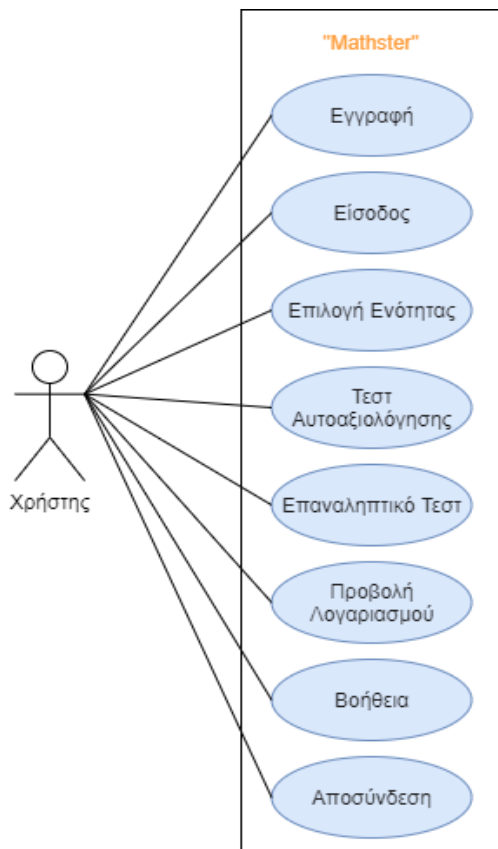 "Mathster"
Εγγραφή
Είσοδος
Επιλογή Ενότητας
Τεστ
Αυτοαξιολόγησης
Χρήστης
Επαναληπτικό Τεστ
Προβολή
Λογαριασμού
Βοήθεια
Αποσύνδεση